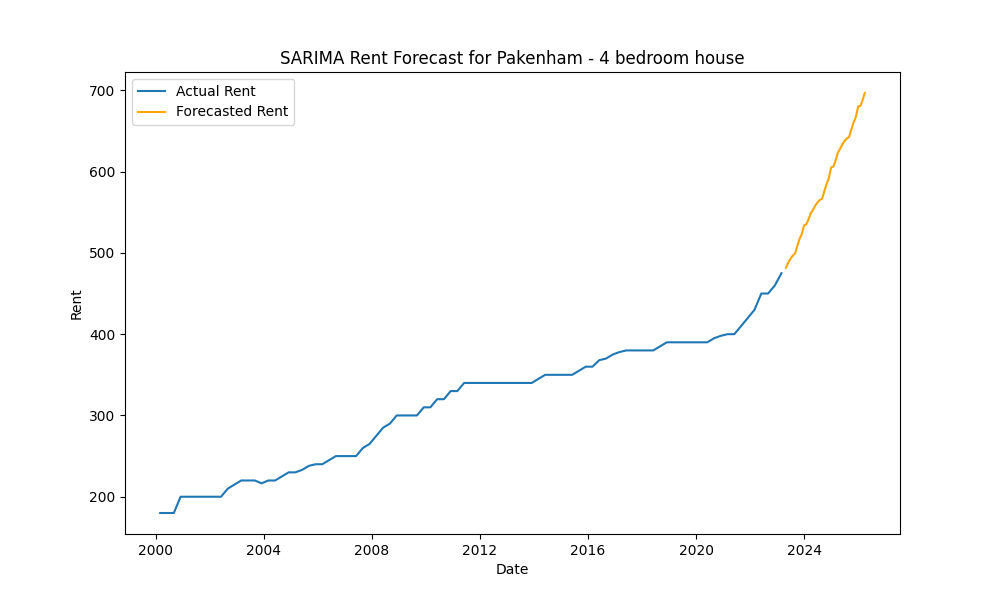 SARIMA Rent Forecast for Pakenham - 4 bedroom house
Actual Rent
Forecasted Rent
700
600
500
400
300
200
Rent
2000 2004 2008 2012 2016 2020 2024
Date